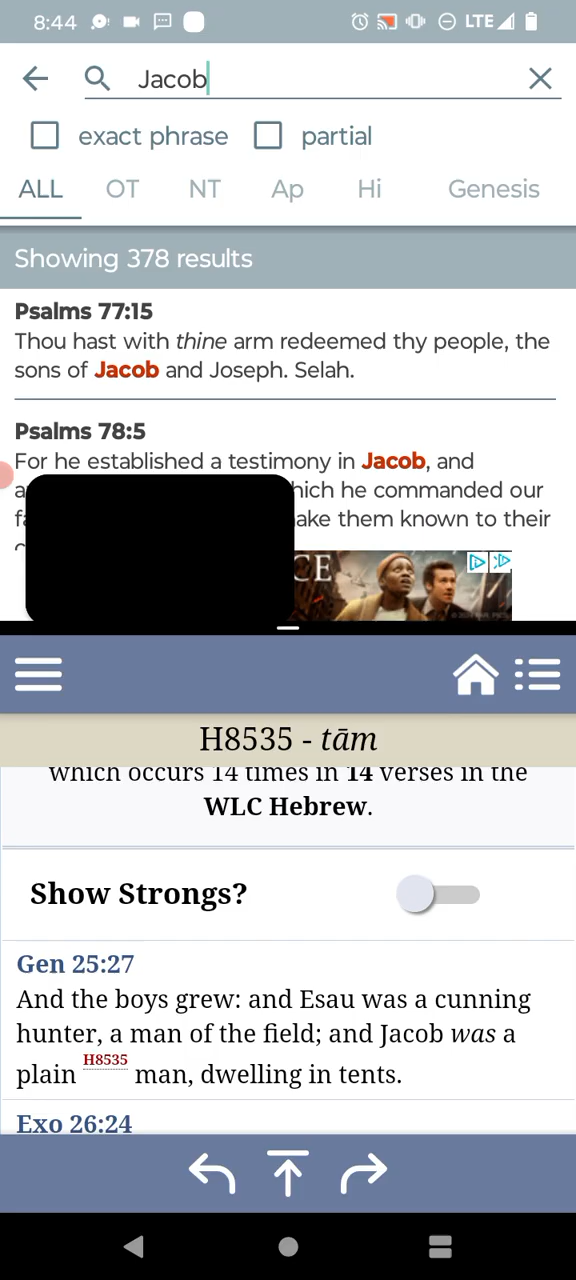 8:44 LTE
Jacob
exact phrase partial
ALL OT NT Ap Hi Genesis
Showing 378 results
Psalms 77:15
Thou hast with thine arm redeemed thy people, the
sons of Jacob and Joseph. Selah.
Psalms 78:5
For he established a testimony in Jacob, and
he commanded our
make them known to their
CE
H8535 - tām
which occurs 14 times in 14 verses in the
WLC Hebrew.
Show Strongs?
Gen 25:27
And the boys grew: and Esau was a cunning
hunter, a man of the field; and Jacob was a
plain H8535 man, dwelling in tents.
Exo 26:24